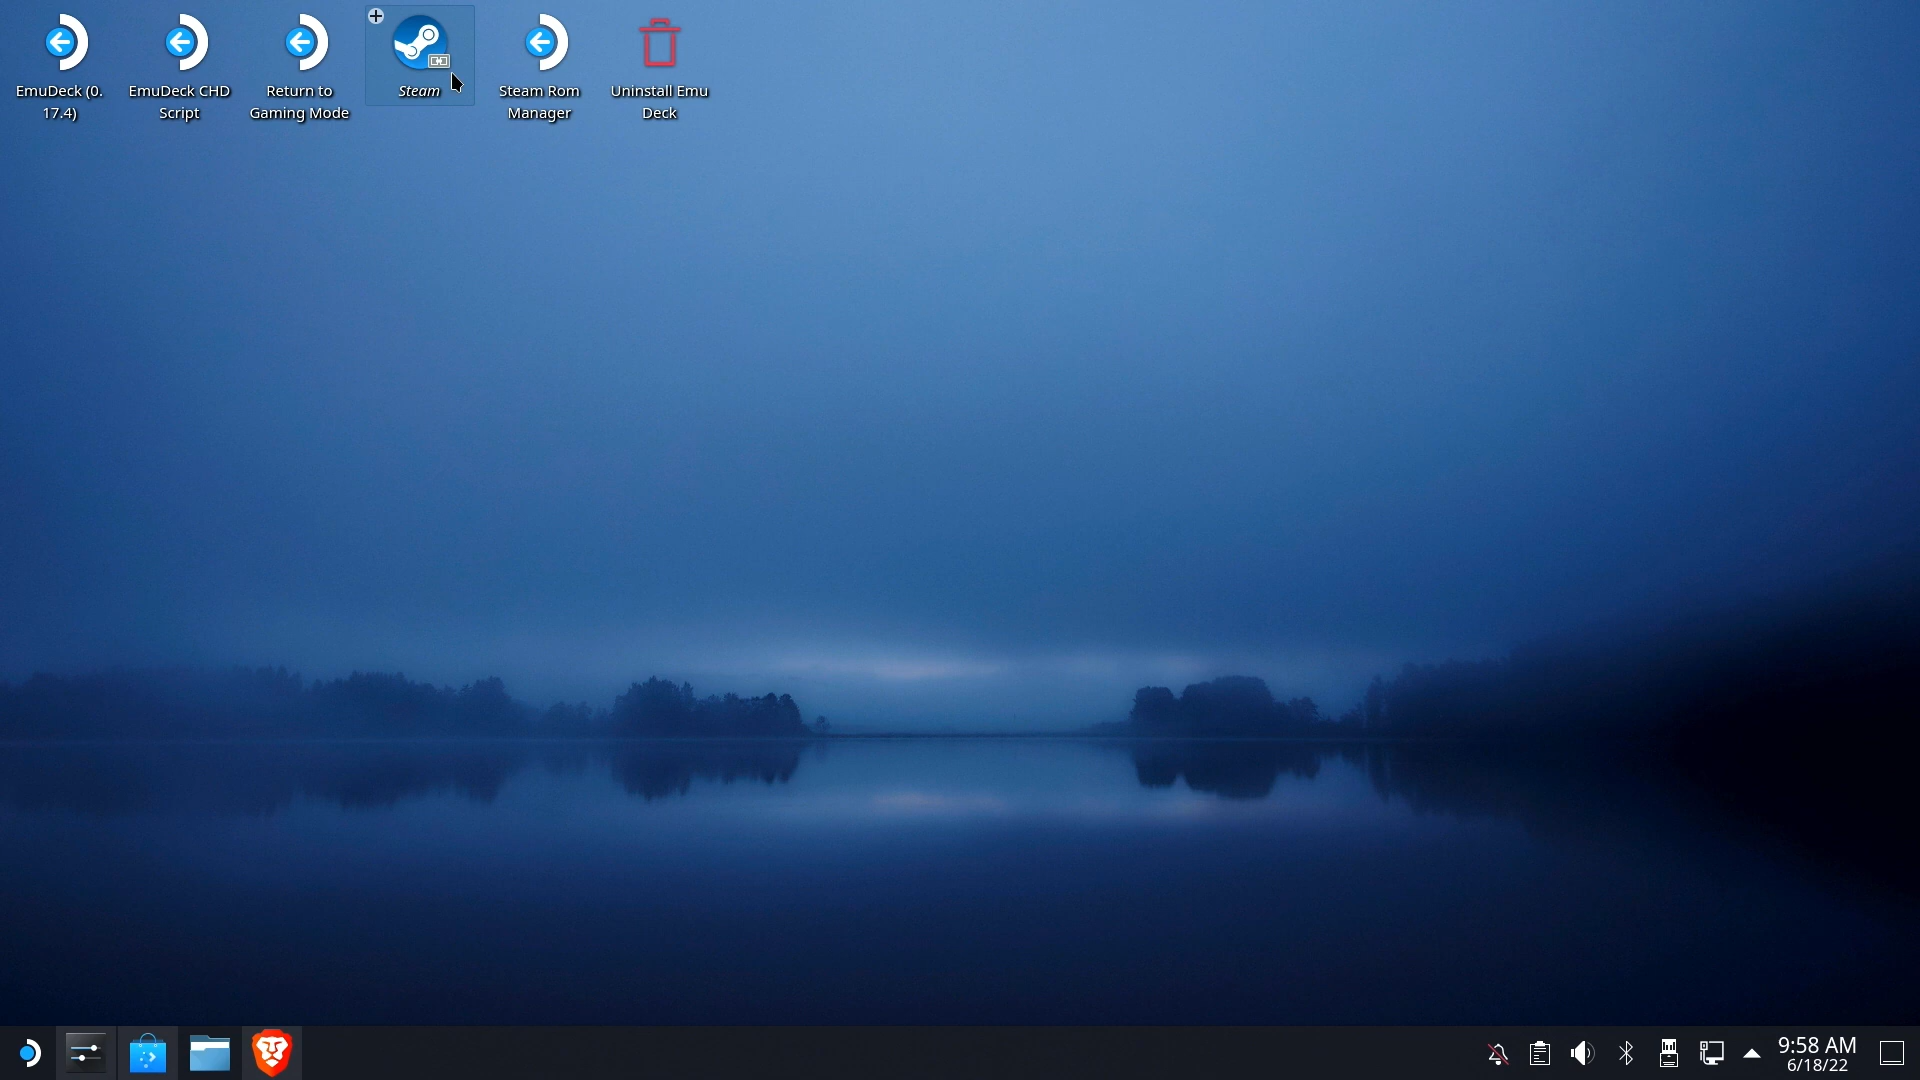 EmuDeck (0.
17.4)
EmuDeck CHD
Script
Return to
Gaming Mode
Steam
Steam Rom
Manager
Uninstall Emu
Deck
9:58 AM
6/18/22